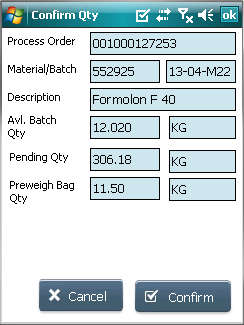 Confirm Qty ok
Process Order 001000127253
Material/Batch 552925 13-04-M22
Description Formolon F 40
Avl. Batch
Qty 12.020 KG
Pending Qty 306.18 KG
Preweigh Bag
Qty 11.50 KG
Cancel Confirm